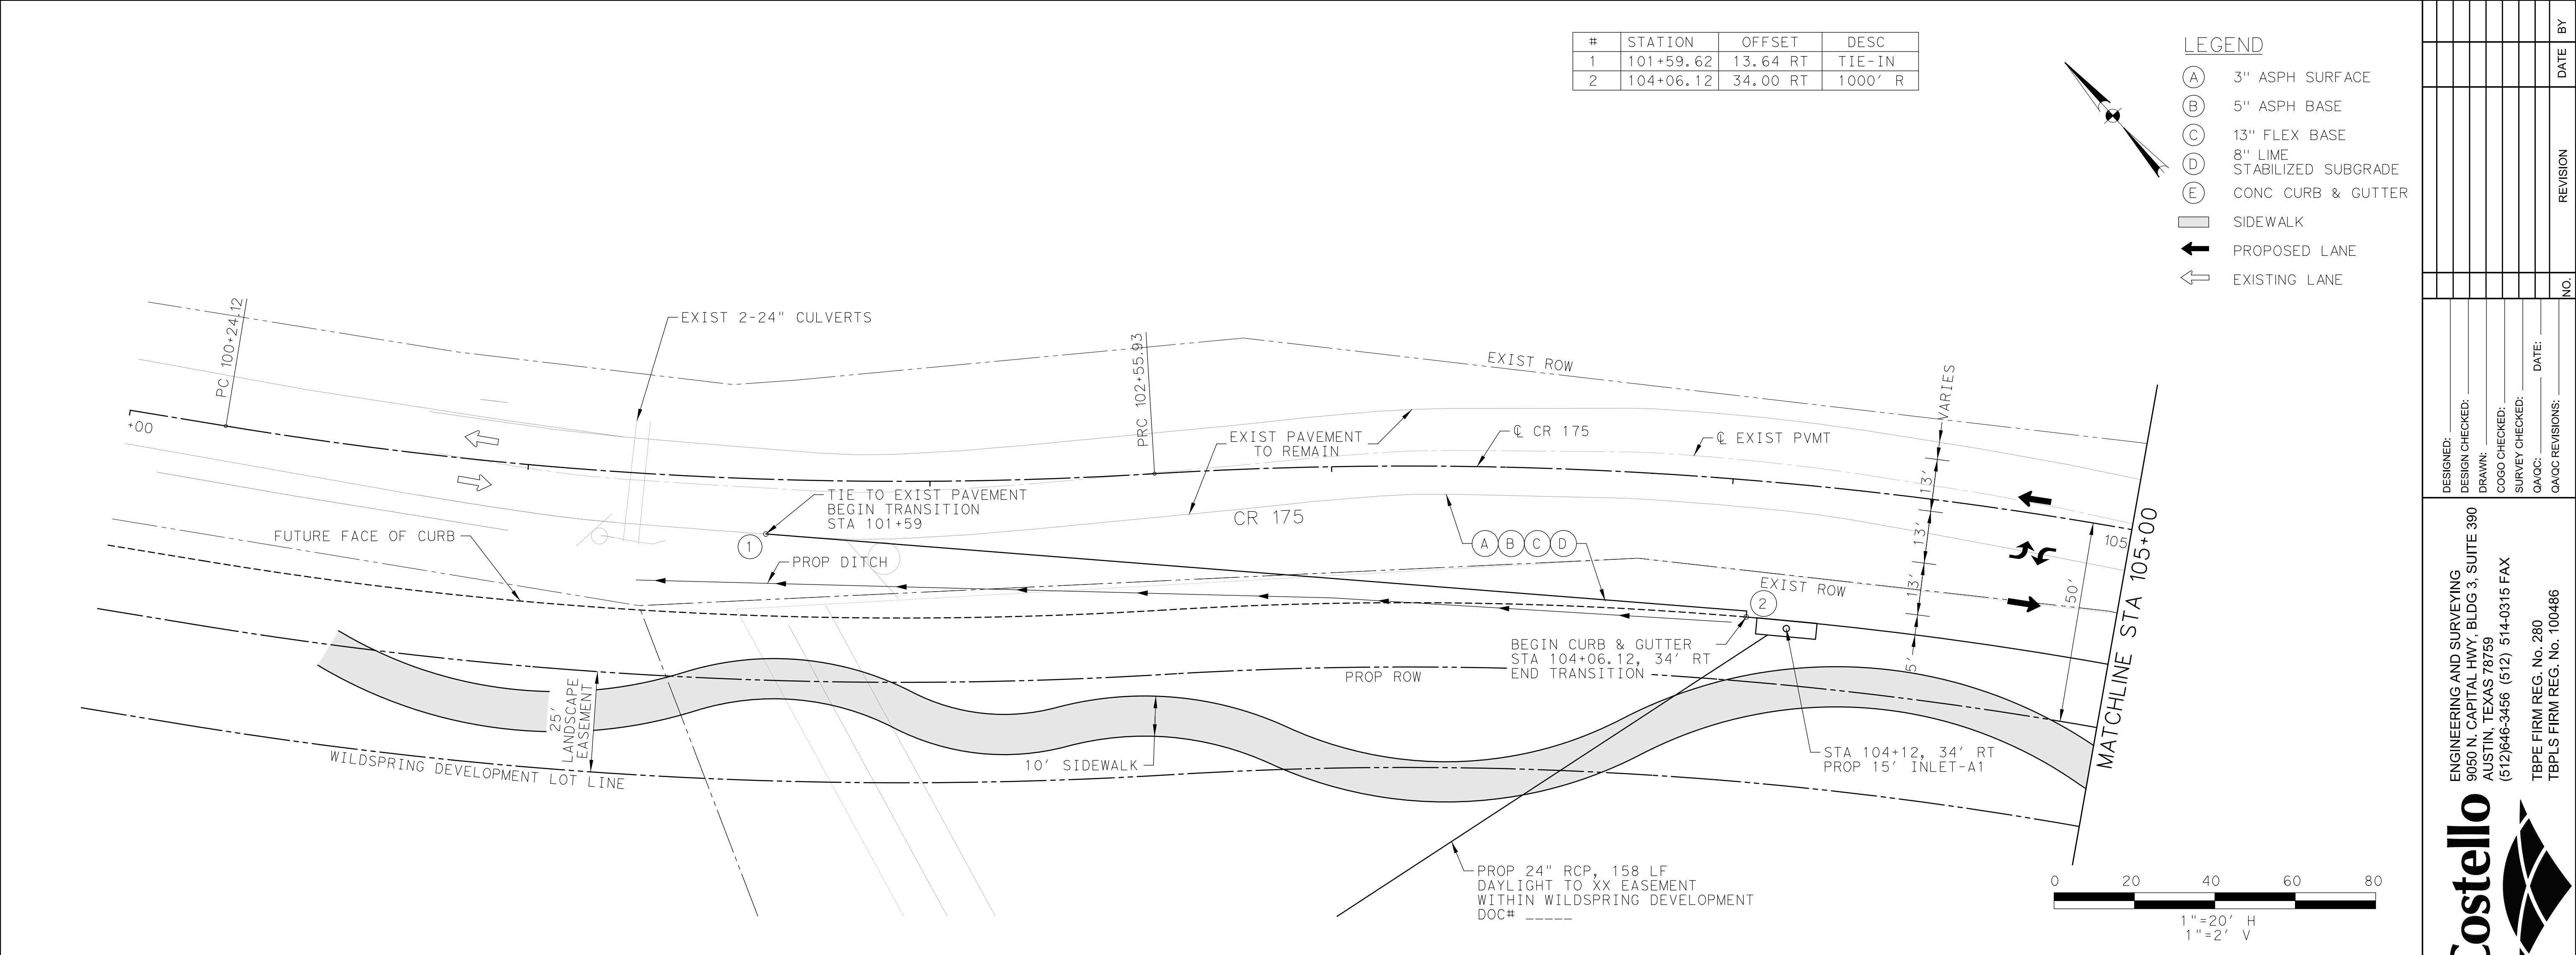 # STATION OFFSET DESC
1 101+59.62 13.64 RT TIE-IN
2 104+06.12 34.00 RT 1000' R
LEGEND
A 3" ASPH SURFACE
B 5" ASPH BASE
C 13" FLEX BASE
D 8" LIME
STABILIZED SUBGRADE
E CONC CURB & GUTTER
SIDEWALK
PROPOSED LANE
EXISTING LANE
PC 100+24.12
EXIST 2-24" CULVERTS
PRC 102+55.93
EXIST ROW
VARIES
+00
EXIST PAVEMENT
TO REMAIN
℄ CR 175
℄ EXIST PVMT
13'
13'
13'
5'
TIE TO EXIST PAVEMENT
BEGIN TRANSITION
STA 101+59
CR 175
FUTURE FACE OF CURB
1
A B C D
PROP DITCH
EXIST ROW
2
105
50'
MATCHLINE STA 105+00
BEGIN CURB & GUTTER
STA 104+06.12, 34' RT
END TRANSITION
PROP ROW
25'
LANDSCAPE
EASEMENT
WILDSPRING DEVELOPMENT LOT LINE
10' SIDEWALK
STA 104+12, 34' RT
PROP 15' INLET-A1
PROP 24" RCP, 158 LF
DAYLIGHT TO XX EASEMENT
WITHIN WILDSPRING DEVELOPMENT
DOC# _____
0 20 40 60 80
1"=20' H
1"=2' V
NO. REVISION DATE BY
DESIGNED:
DESIGN CHECKED:
DRAWN:
COGO CHECKED:
SURVEY CHECKED:
QA/QC: DATE:
QA/QC REVISIONS:
Costello
ENGINEERING AND SURVEYING
9050 N. CAPITAL HWY, BLDG 3, SUITE 390
AUSTIN, TEXAS 78759
(512)646-3456 (512) 514-0315 FAX
TBPE FIRM REG. No. 280
TBPLS FIRM REG. No. 100486